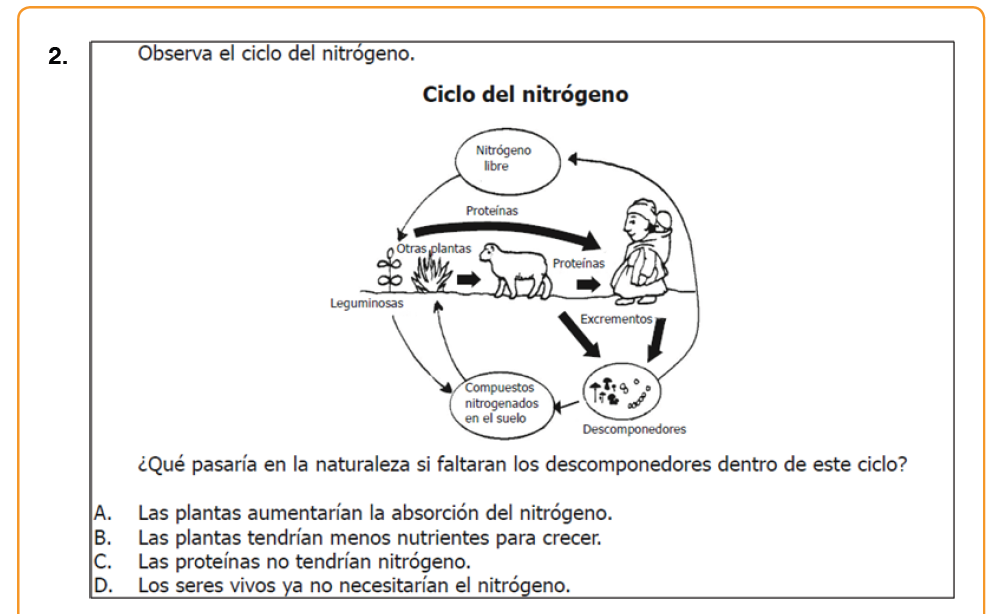 2.
Observa el ciclo del nitrógeno.
Ciclo del nitrógeno
Nitrógeno
libre
Proteínas
Otras plantas
Proteínas
Leguminosas
Excrementos
Compuestos
nitrogenados
en el suelo
Descomponedores
¿Qué pasaría en la naturaleza si faltaran los descomponedores dentro de este ciclo?
A. Las plantas aumentarían la absorción del nitrógeno.
B. Las plantas tendrían menos nutrientes para crecer.
C. Las proteínas no tendrían nitrógeno.
D. Los seres vivos ya no necesitarían el nitrógeno.